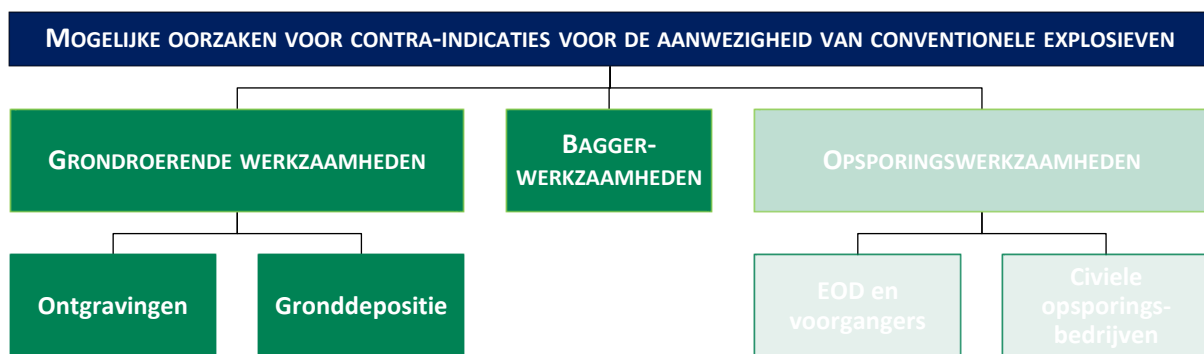 MOGELIJKE OORZAKEN VOOR CONTRA-INDICATIES VOOR DE AANWEZIGHEID VAN CONVENTIONELE EXPLOSIEVEN
GRONDROERENDE WERKZAAMHEDEN
BAGGER-
WERKZAAMHEDEN
OPSPORINGSWERKZAAMHEDEN
Ontgravingen
Gronddepositie
EOD en
voorgangers
Civiele
opsporings-
bedrijven